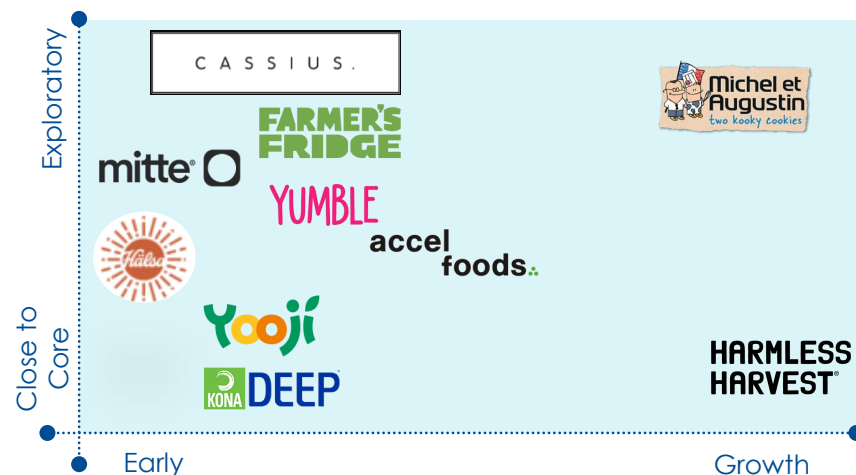 Exploratory
CASSIUS.
Michel et
Augustin
two kooky cookies
FARMER'S
FRIDGE
mitte®
YUMBLE
accel
foods
Hälsa
Close to
Core
Yooji
KONA
DEEP™
HARMLESS
HARVEST®
Early
Growth